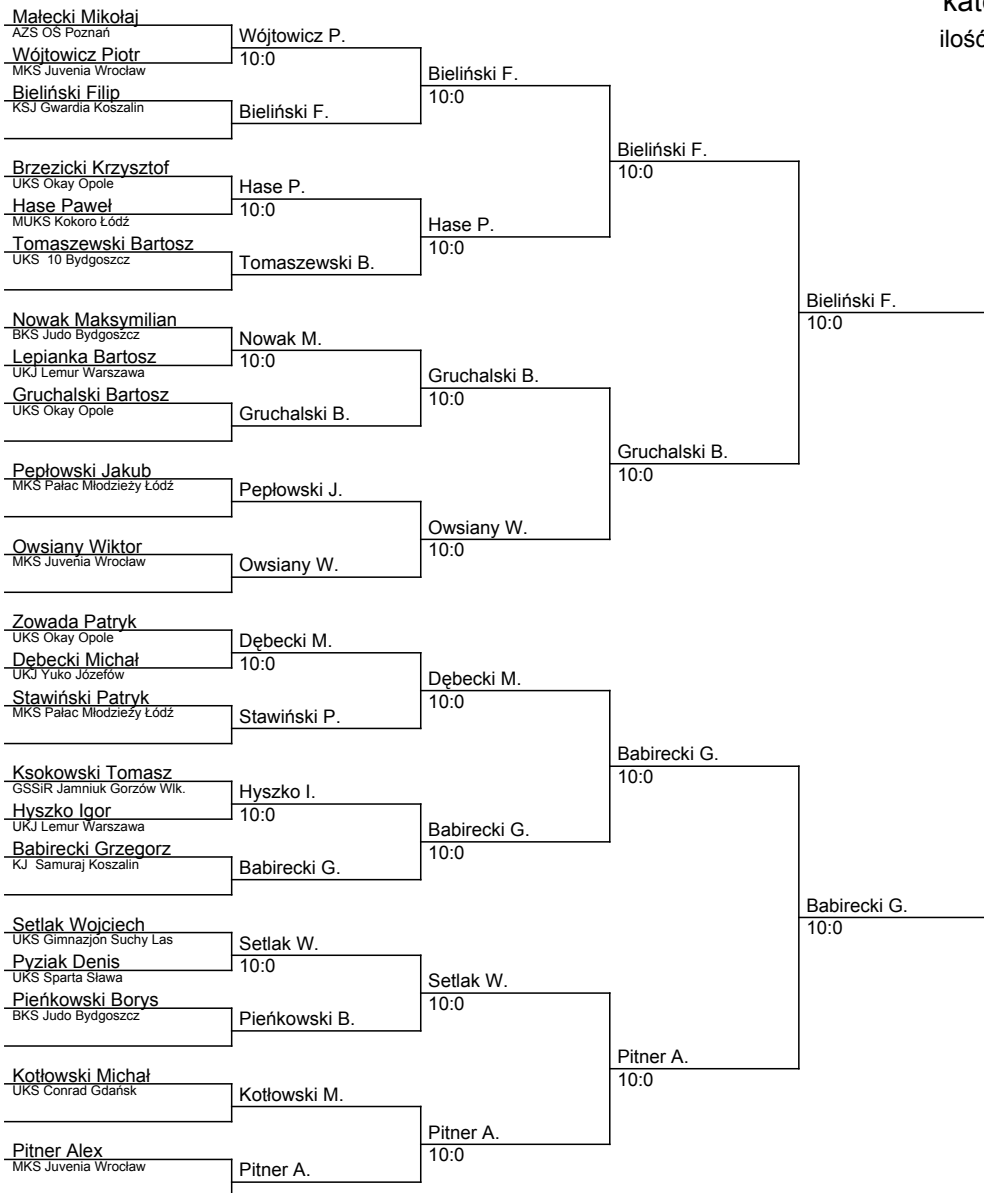 kat
ilość
Małecki Mikołaj
AZS OŚ Poznań
Wójtowicz Piotr
MKS Juvenia Wrocław
Bieliński Filip
KSJ Gwardia Koszalin
Brzezicki Krzysztof
UKS Okay Opole
Hase Paweł
MUKS Kokoro Łódź
Tomaszewski Bartosz
UKS 10 Bydgoszcz
Nowak Maksymilian
BKS Judo Bydgoszcz
Lepianka Bartosz
UKJ Lemur Warszawa
Gruchalski Bartosz
UKS Okay Opole
Pepłowski Jakub
MKS Pałac Młodzieży Łódź
Owsiany Wiktor
MKS Juvenia Wrocław
Zowada Patryk
UKS Okay Opole
Dębecki Michał
UKJ Yuko Józefów
Stawiński Patryk
MKS Pałac Młodzieży Łódź
Ksokowski Tomasz
GSSiR Jamniuk Gorzów Wlk.
Hyszko Igor
UKJ Lemur Warszawa
Babirecki Grzegorz
KJ Samuraj Koszalin
Setlak Wojciech
UKS Gimnazjon Suchy Las
Pyziak Denis
UKS Sparta Sława
Pieńkowski Borys
BKS Judo Bydgoszcz
Kotłowski Michał
UKS Conrad Gdańsk
Pitner Alex
MKS Juvenia Wrocław
Wójtowicz P.
10:0
Bieliński F.
Hase P.
10:0
Tomaszewski B.
Nowak M.
10:0
Gruchalski B.
Pepłowski J.
Owsiany W.
Dębecki M.
10:0
Stawiński P.
Hyszko I.
10:0
Babirecki G.
Setlak W.
10:0
Pieńkowski B.
Kotłowski M.
Pitner A.
Bieliński F.
10:0
Hase P.
10:0
Gruchalski B.
10:0
Owsiany W.
10:0
Dębecki M.
10:0
Babirecki G.
10:0
Setlak W.
10:0
Pitner A.
10:0
Bieliński F.
10:0
Gruchalski B.
10:0
Babirecki G.
10:0
Pitner A.
10:0
Bieliński F.
10:0
Babirecki G.
10:0